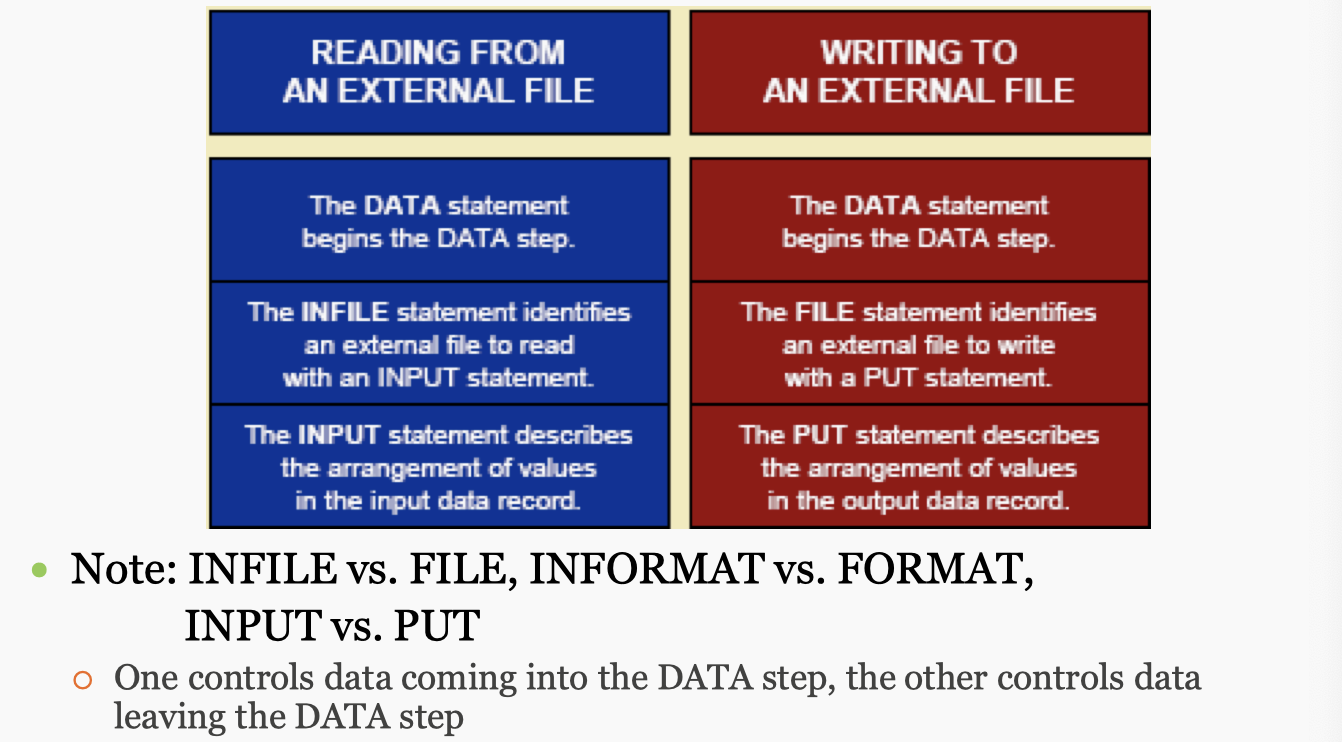 READING FROM
AN EXTERNAL FILE
WRITING TO
AN EXTERNAL FILE
The DATA statement
begins the DATA step.
The DATA statement
begins the DATA step.
The INFILE statement identifies
an external file to read
with an INPUT statement.
The FILE statement identifies
an external file to write
with a PUT statement.
The INPUT statement describes
the arrangement of values
in the input data record.
The PUT statement describes
the arrangement of values
in the output data record.
Note: INFILE vs. FILE, INFORMAT vs. FORMAT,
INPUT vs. PUT
One controls data coming into the DATA step, the other controls data
leaving the DATA step